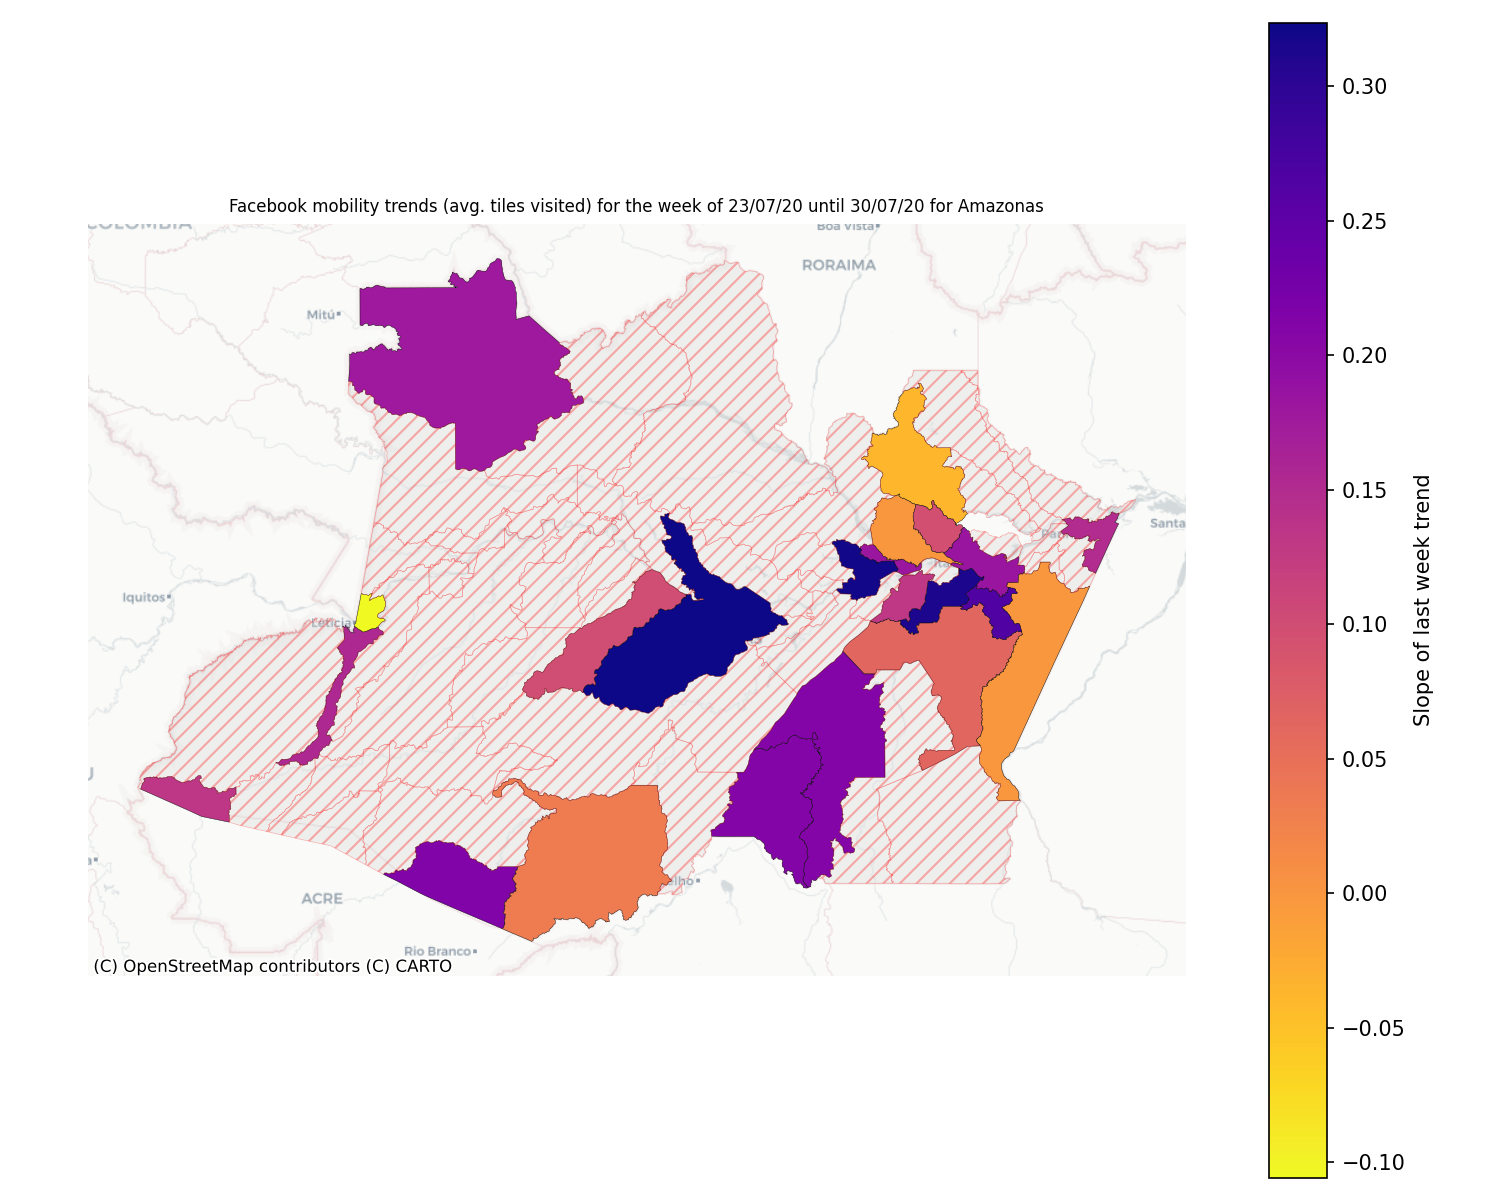 Facebook mobility trends (avg. tiles visited) for the week of 23/07/20 until 30/07/20 for Amazonas
COLOMBIA
Boa Vista
RORAIMA
Mitú
Santa
Iquitos
Leticia
ACRE
Rio Branco
(C) OpenStreetMap contributors (C) CARTO
0.30
0.25
0.20
0.15
0.10
0.05
0.00
−0.05
−0.10
Slope of last week trend